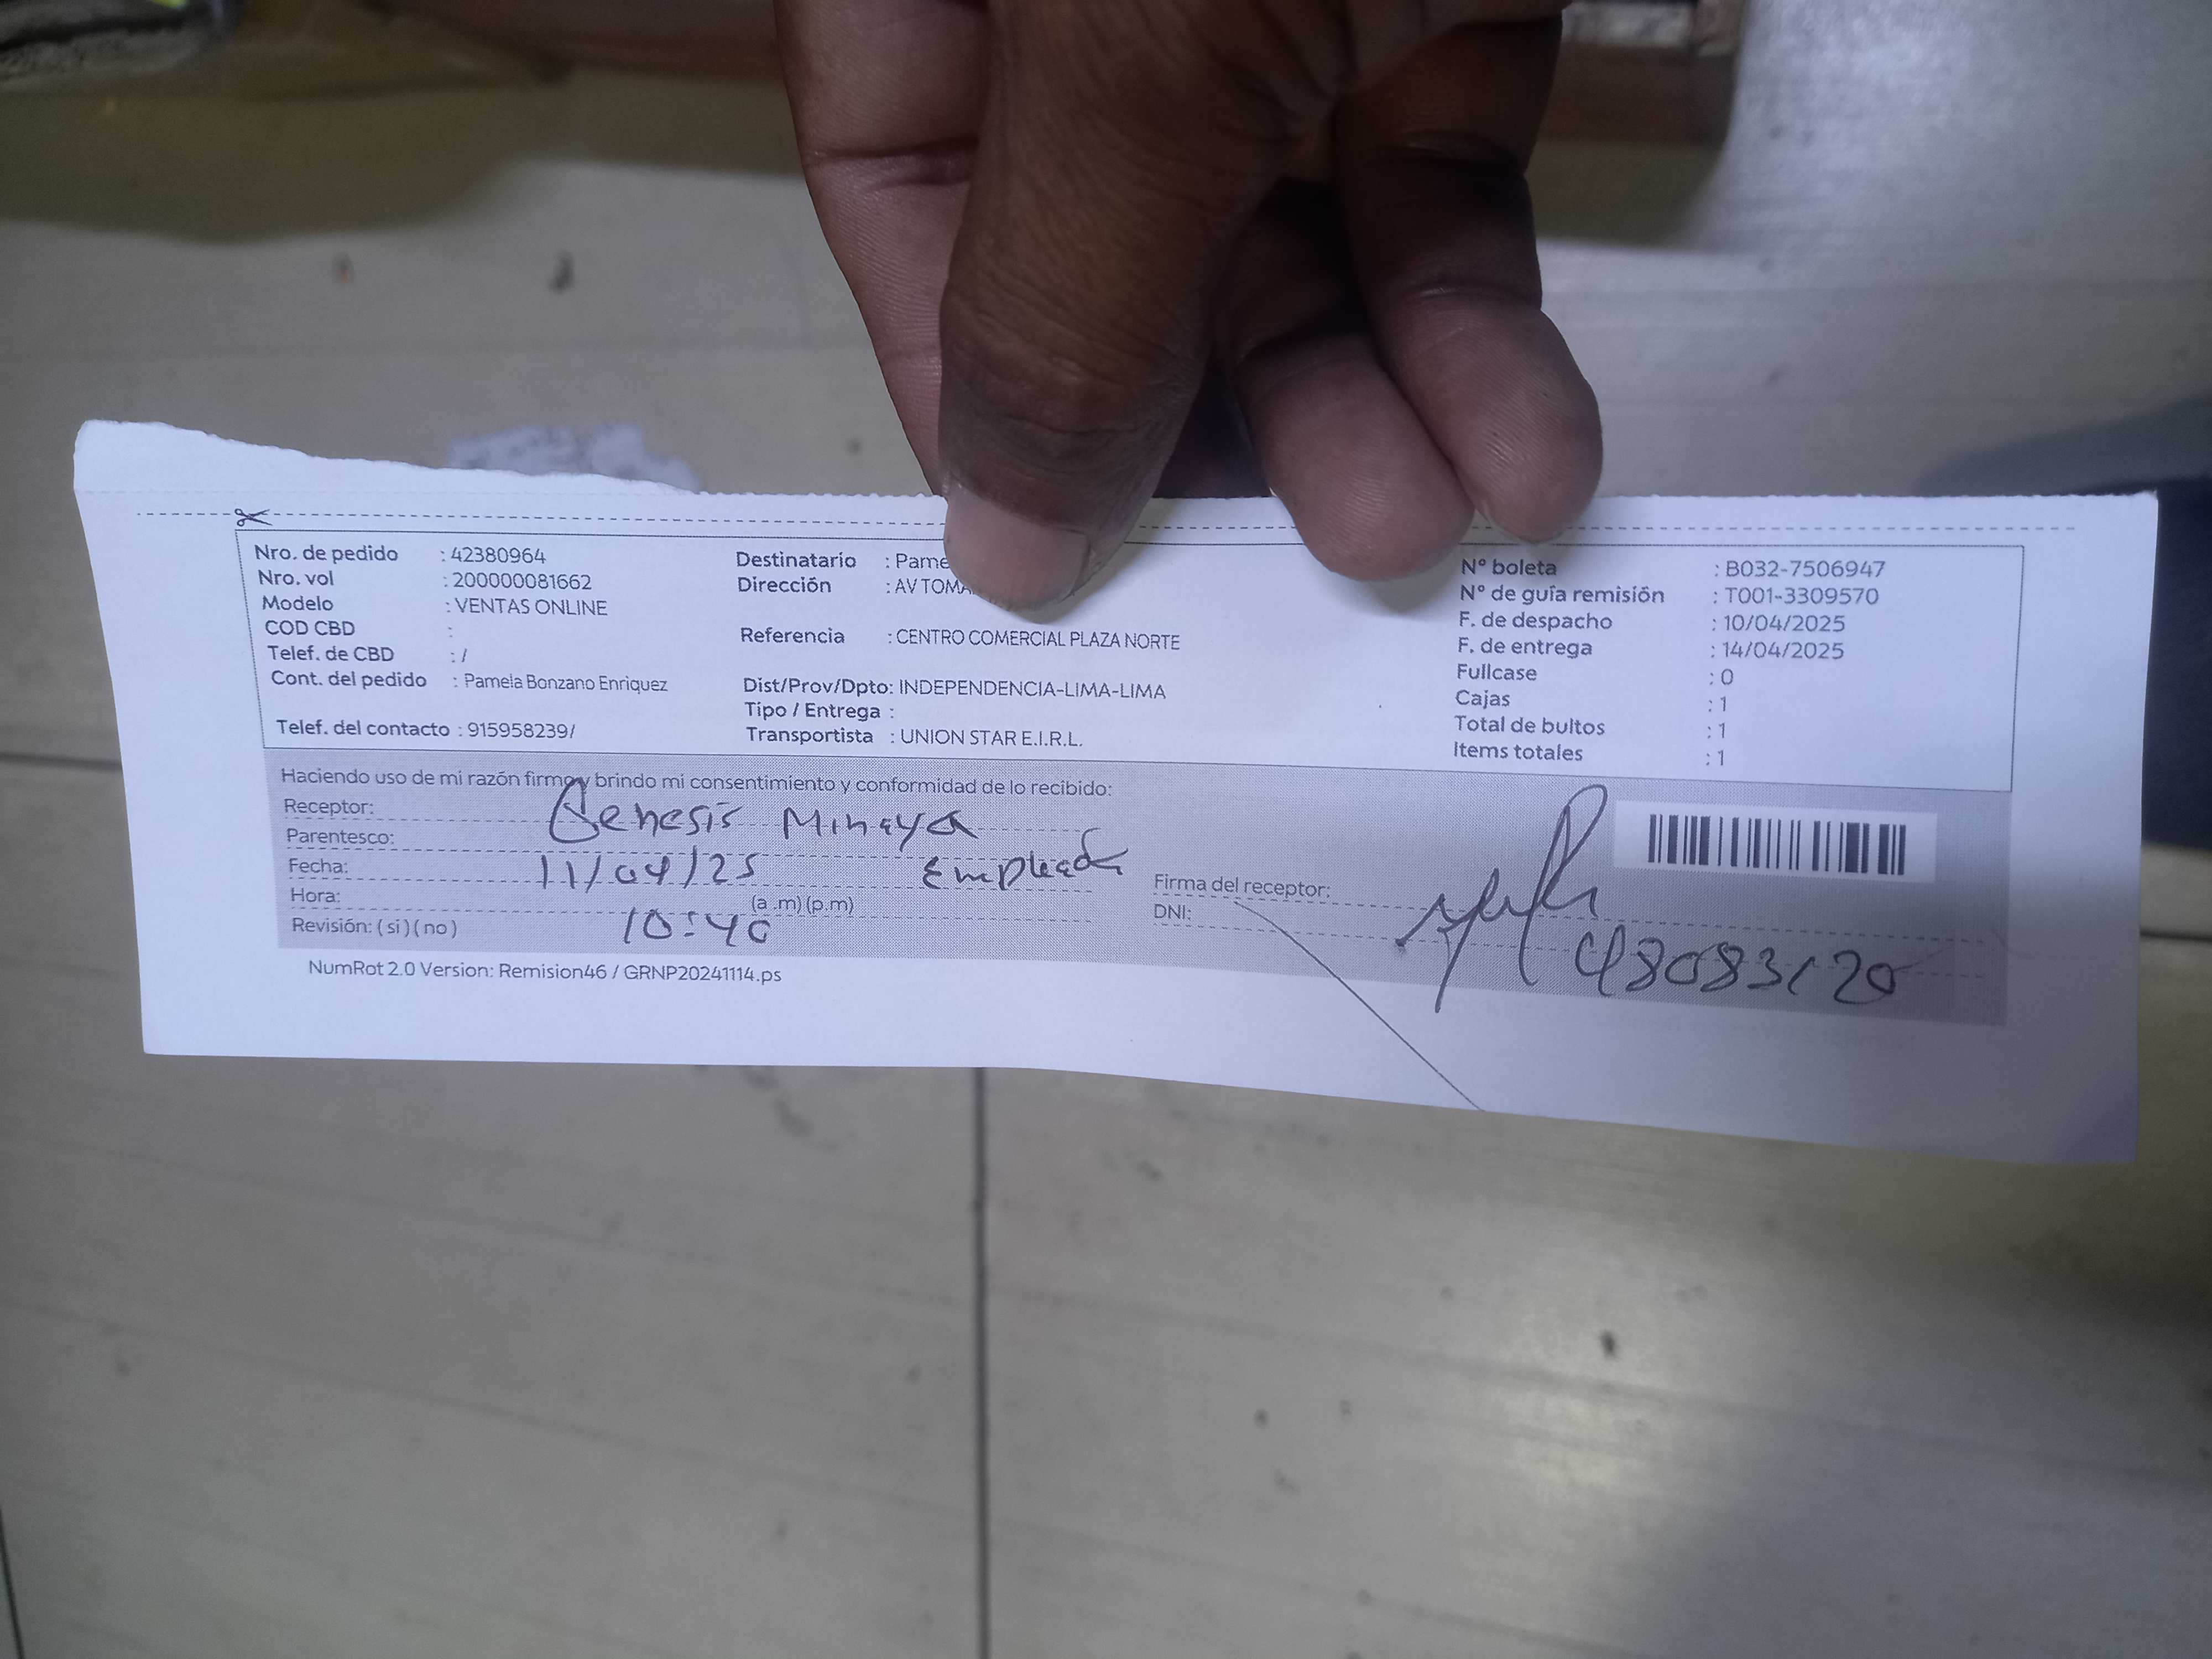 Nro. de pedido : 42380964
Nro. vol : 200000081662
Modelo : VENTAS ONLINE
COD CBD :
Telef. de CBD : /
Cont. del pedido : Pamela Bonzano Enriquez
Telef. del contacto : 915958239/
Destinatario : Pame
Dirección : AV TOMA
Referencia : CENTRO COMERCIAL PLAZA NORTE
Dist/Prov/Dpto: INDEPENDENCIA-LIMA-LIMA
Tipo / Entrega :
Transportista : UNION STAR E.I.R.L.
N° boleta : B032-7506947
N° de guía remisión : T001-3309570
F. de despacho : 10/04/2025
F. de entrega : 14/04/2025
Fullcase : 0
Cajas : 1
Total de bultos : 1
Items totales : 1
Haciendo uso de mi razón firmo y brindo mi consentimiento y conformidad de lo recibido:
Receptor: Genesis Minaya
Parentesco: Empleada
Fecha: 11/04/25
Hora: 10:40 (a .m) (p.m)
Revisión: ( si ) ( no )
Firma del receptor:
DNI: 48083120
NumRot 2.0 Version: Remision46 / GRNP20241114.ps